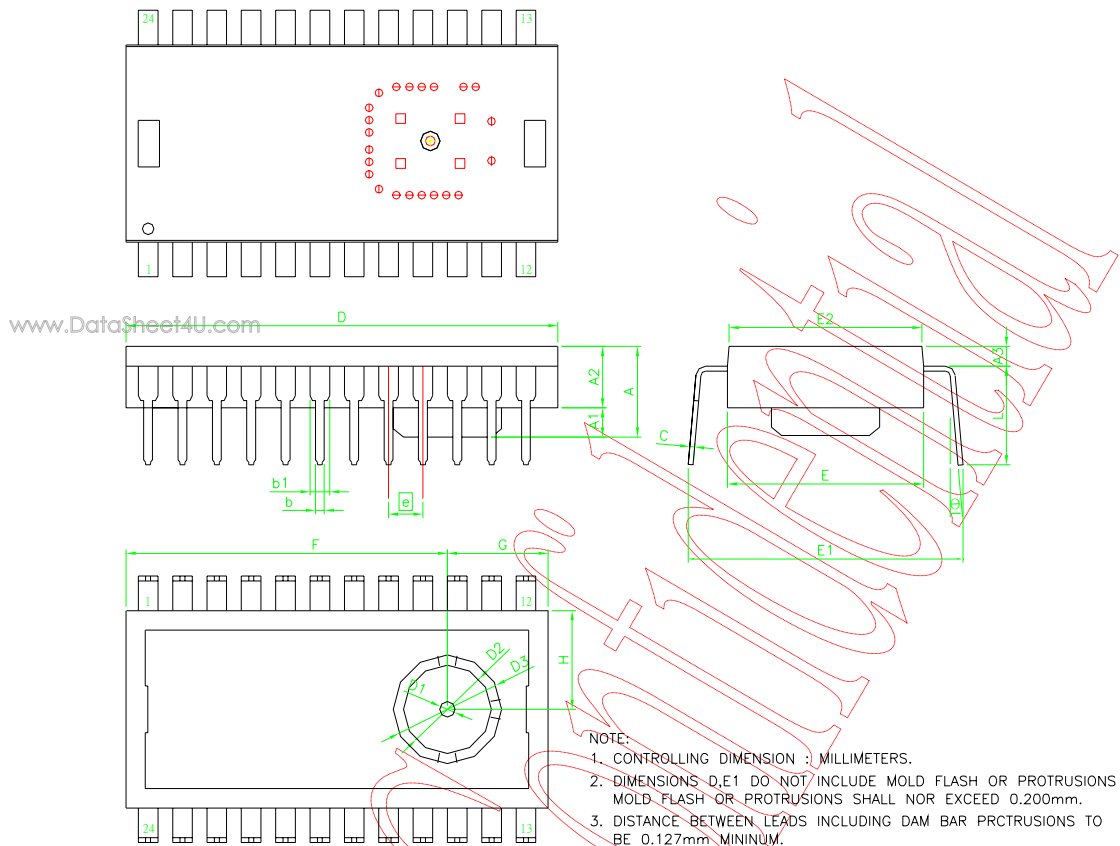 24
13
1
12
www.DataSheet4U.com
D
E2
A2
A
A1
A3
L
C
b1
b
e
E
θ
E1
F
G
1
12
H
D2
D3
D1
24
13
NOTE:
1. CONTROLLING DIMENSION : MILLIMETERS.
2. DIMENSIONS D,E1 DO NOT INCLUDE MOLD FLASH OR PROTRUSIONS
MOLD FLASH OR PROTRUSIONS SHALL NOR EXCEED 0.200mm.
3. DISTANCE BETWEEN LEADS INCLUDING DAM BAR PRCTRUSIONS TO
BE 0.127mm MININUM.